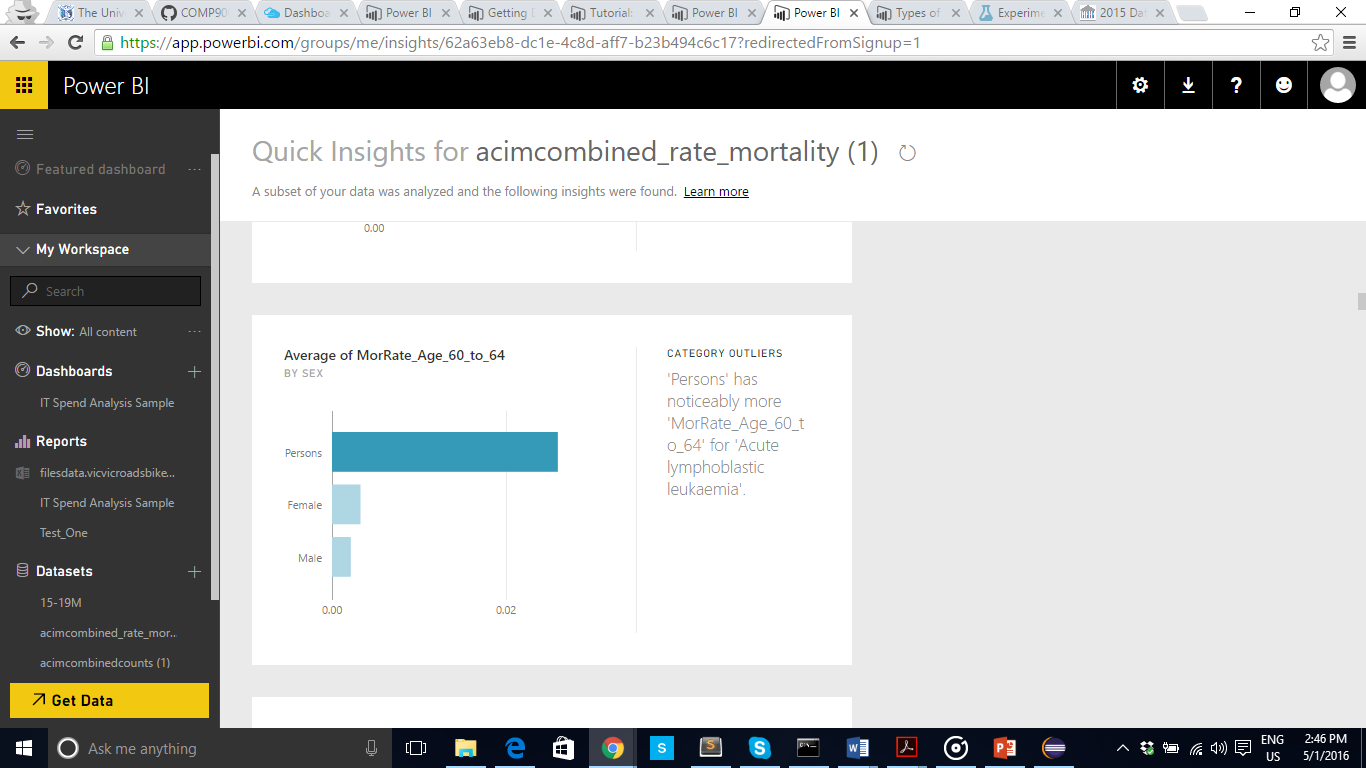 The Univ
COMP90
Dashboa
Power BI
Getting D
Tutorial:
Power BI
Power BI
Types of
Experime
2015 Dat
https://app.powerbi.com/groups/me/insights/62a63eb8-dc1e-4c8d-aff7-b23b494c6c17?redirectedFromSignup=1
Power BI
?
Featured dashboard
Favorites
My Workspace
Search
Show: All content
Dashboards
IT Spend Analysis Sample
Reports
filesdata.vicvicroadsbike...
IT Spend Analysis Sample
Test_One
Datasets
15-19M
acimcombined_rate_mor...
acimcombinedcounts (1)
Get Data
Quick Insights for acimcombined_rate_mortality (1)
A subset of your data was analyzed and the following insights were found. Learn more
0.00
Average of MorRate_Age_60_to_64
BY SEX
Persons
Female
Male
0.00 0.02
CATEGORY OUTLIERS
'Persons' has
noticeably more
'MorRate_Age_60_t
o_64' for 'Acute
lymphoblastic
leukaemia'.
Ask me anything
ENG
US
2:46 PM
5/1/2016